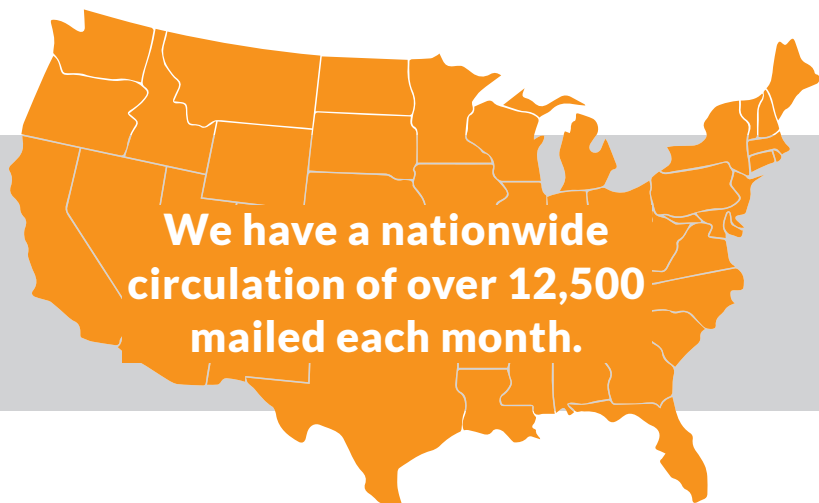 We have a nationwide
circulation of over 12,500
mailed each month.